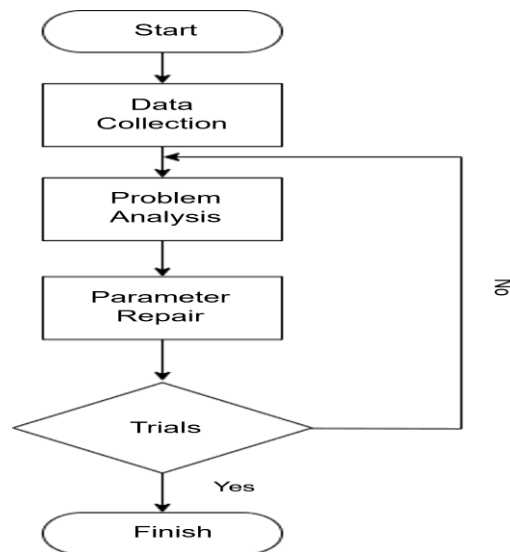 Start
Data
Collection
Problem
Analysis
Parameter
Repair
No
Trials
Yes
Finish